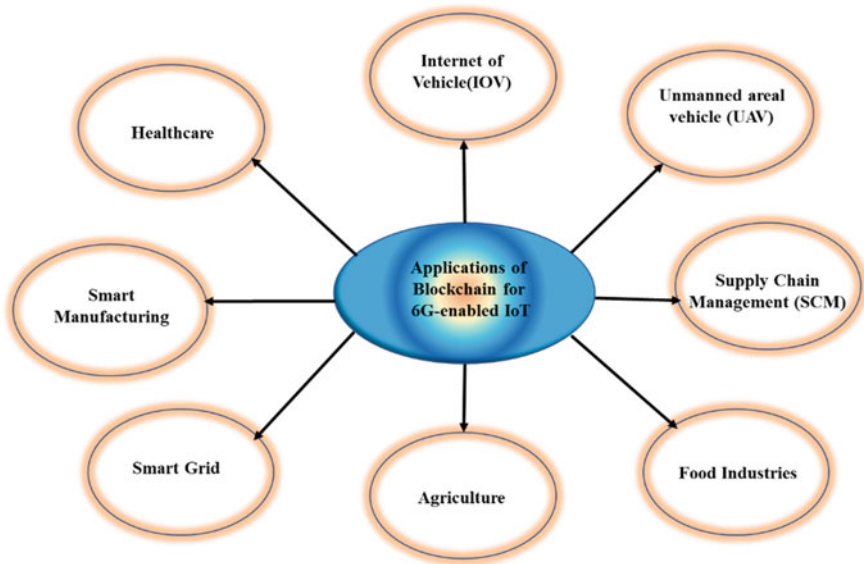 Internet of
Vehicle(IOV)
Unmanned areal
vehicle (UAV)
Healthcare
Applications of
Blockchain for
6G-enabled IoT
Supply Chain
Management (SCM)
Smart
Manufacturing
Smart Grid
Agriculture
Food Industries